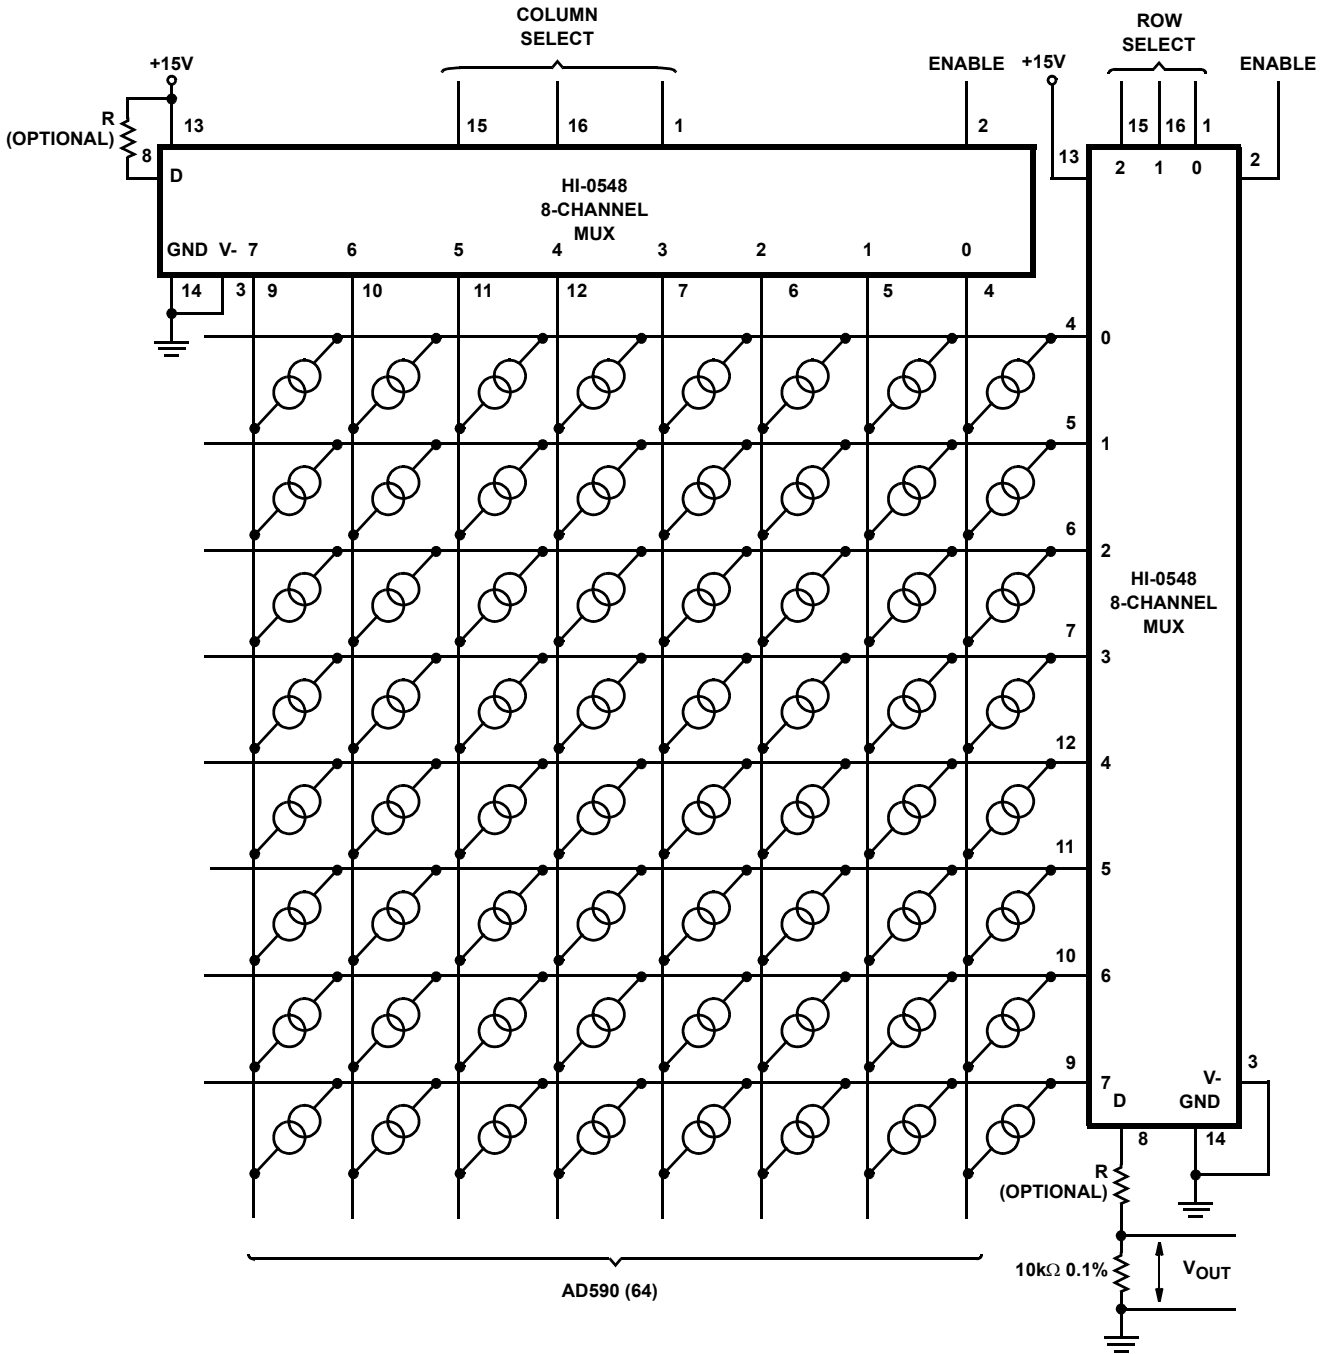 COLUMN
SELECT
ROW
SELECT
+15V
ENABLE
+15V
ENABLE
R
(OPTIONAL)
13
15
16
1
2
15
16
1
8
13
2
D
2
1
0
HI-0548
8-CHANNEL
MUX
GND V- 7
6
5
4
3
2
1
0
14
3
9
10
11
12
7
6
5
4
4
0
5
1
6
2
HI-0548
8-CHANNEL
MUX
7
3
12
4
11
5
10
6
9
7
3
V-
D
GND
8
14
R
(OPTIONAL)
10kΩ 0.1%
VOUT
AD590 (64)